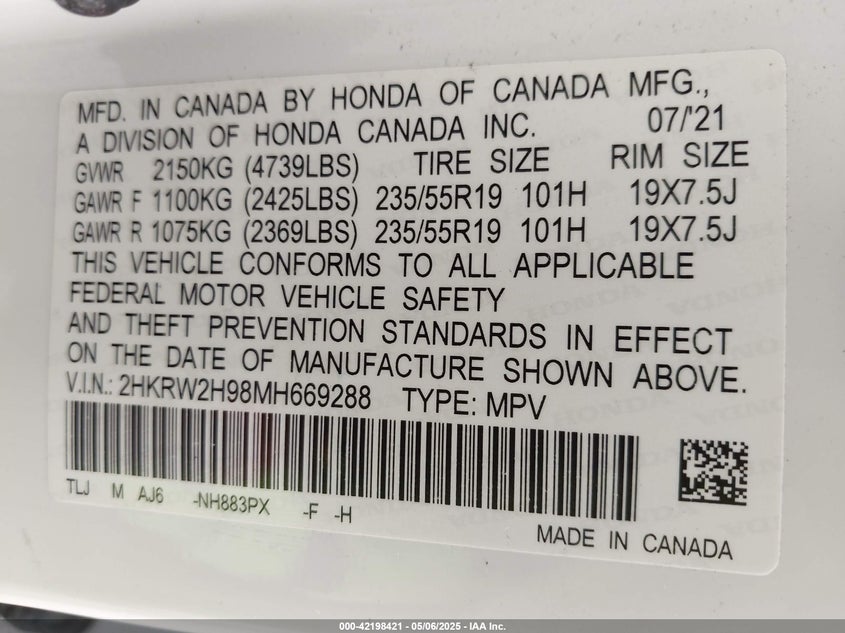 MFD. IN CANADA BY HONDA OF CANADA MFG.,
A DIVISION OF HONDA CANADA INC. 07/'21
GVWR 2150KG (4739LBS) TIRE SIZE RIM SIZE
GAWR F 1100KG (2425LBS) 235/55R19 101H 19X7.5J
GAWR R 1075KG (2369LBS) 235/55R19 101H 19X7.5J
THIS VEHICLE CONFORMS TO ALL APPLICABLE
FEDERAL MOTOR VEHICLE SAFETY
AND THEFT PREVENTION STANDARDS IN EFFECT
ON THE DATE OF MANUFACTURE SHOWN ABOVE.
V.I.N.: 2HKRW2H98MH669288 TYPE: MPV
TLJ M AJ6 -NH883PX -F -H
MADE IN CANADA
000-42198421 - 05/06/2025 - IAA Inc.